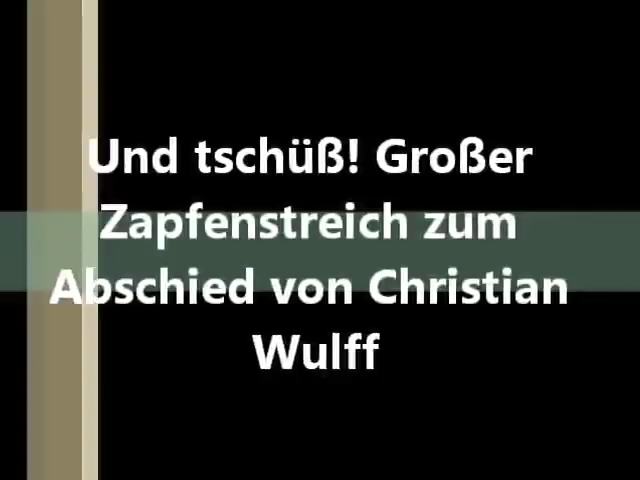 Und tschüß! Großer
Zapfenstreich zum
Abschied von Christian
Wulff